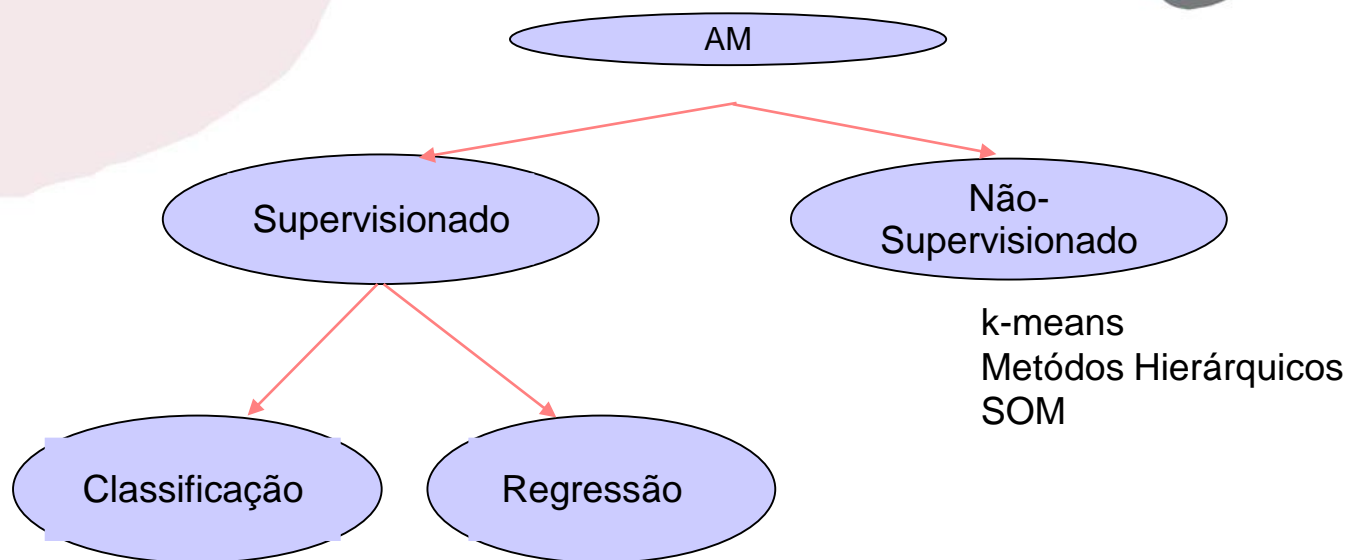 AM
Supervisionado
Não-
Supervisionado
k-means
Metódos Hierárquicos
SOM
Classificação
Regressão